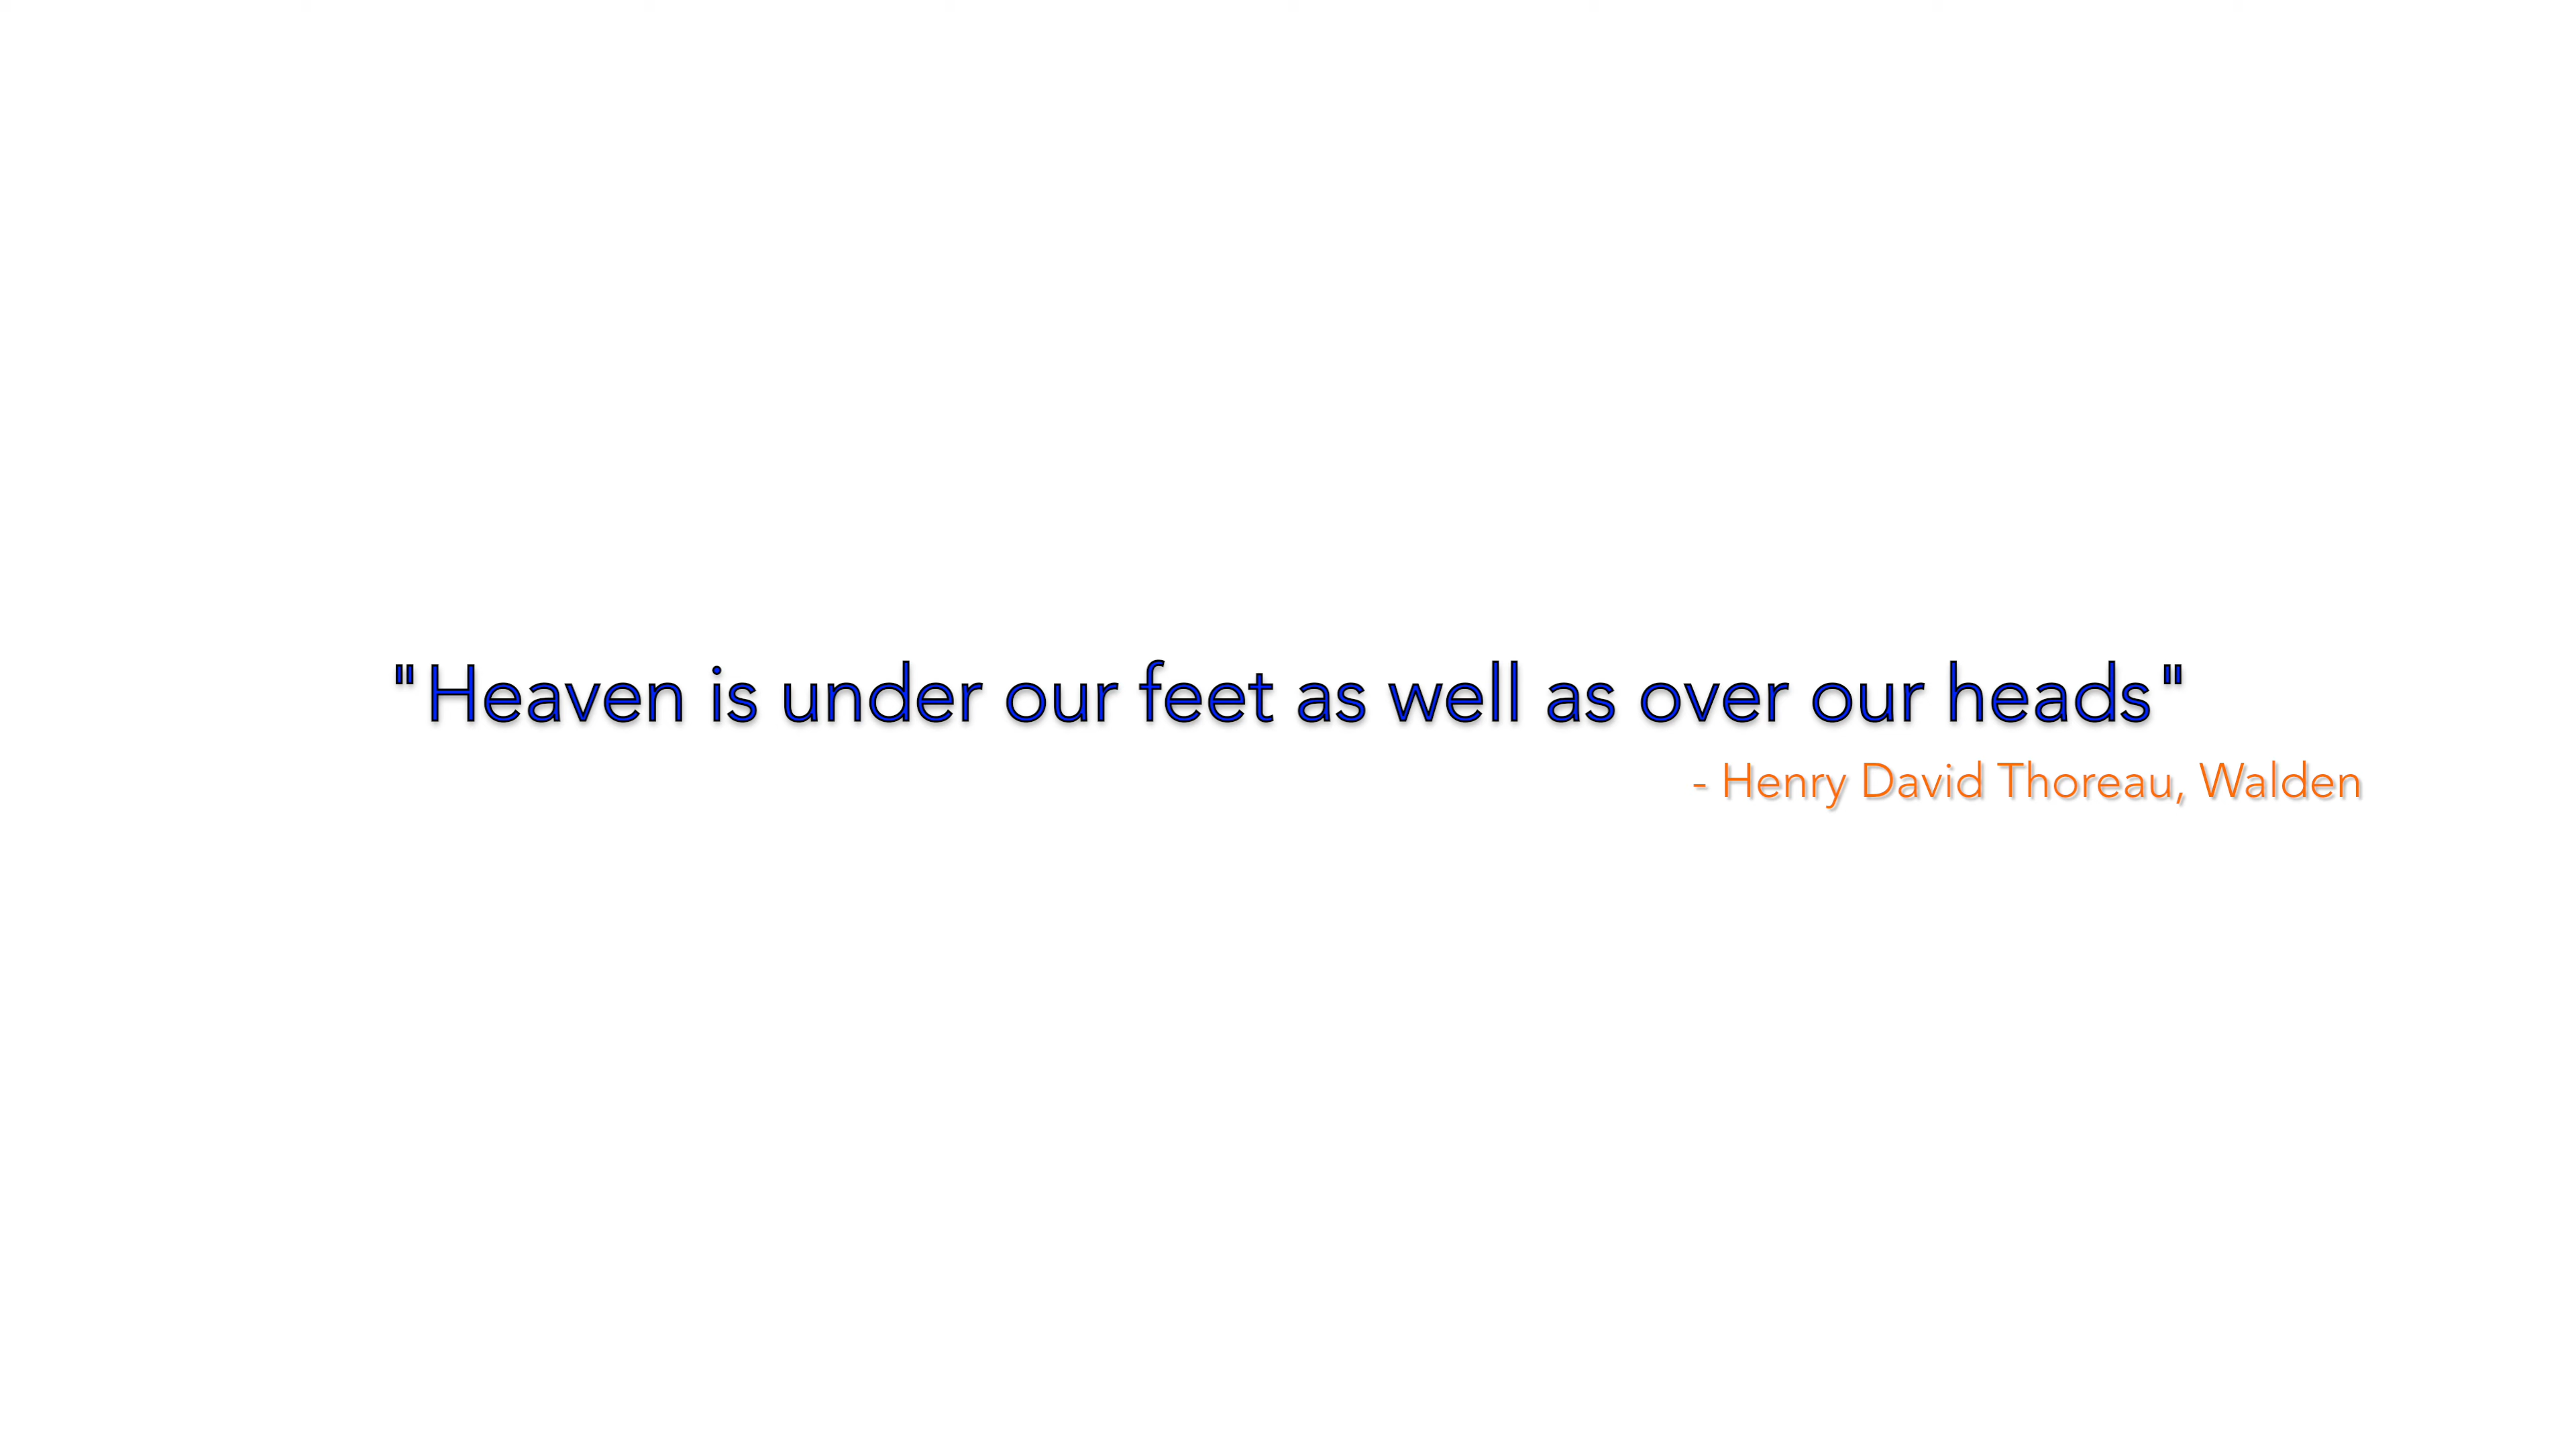 "Heaven is under our feet as well as over our heads"
- Henry David Thoreau, Walden